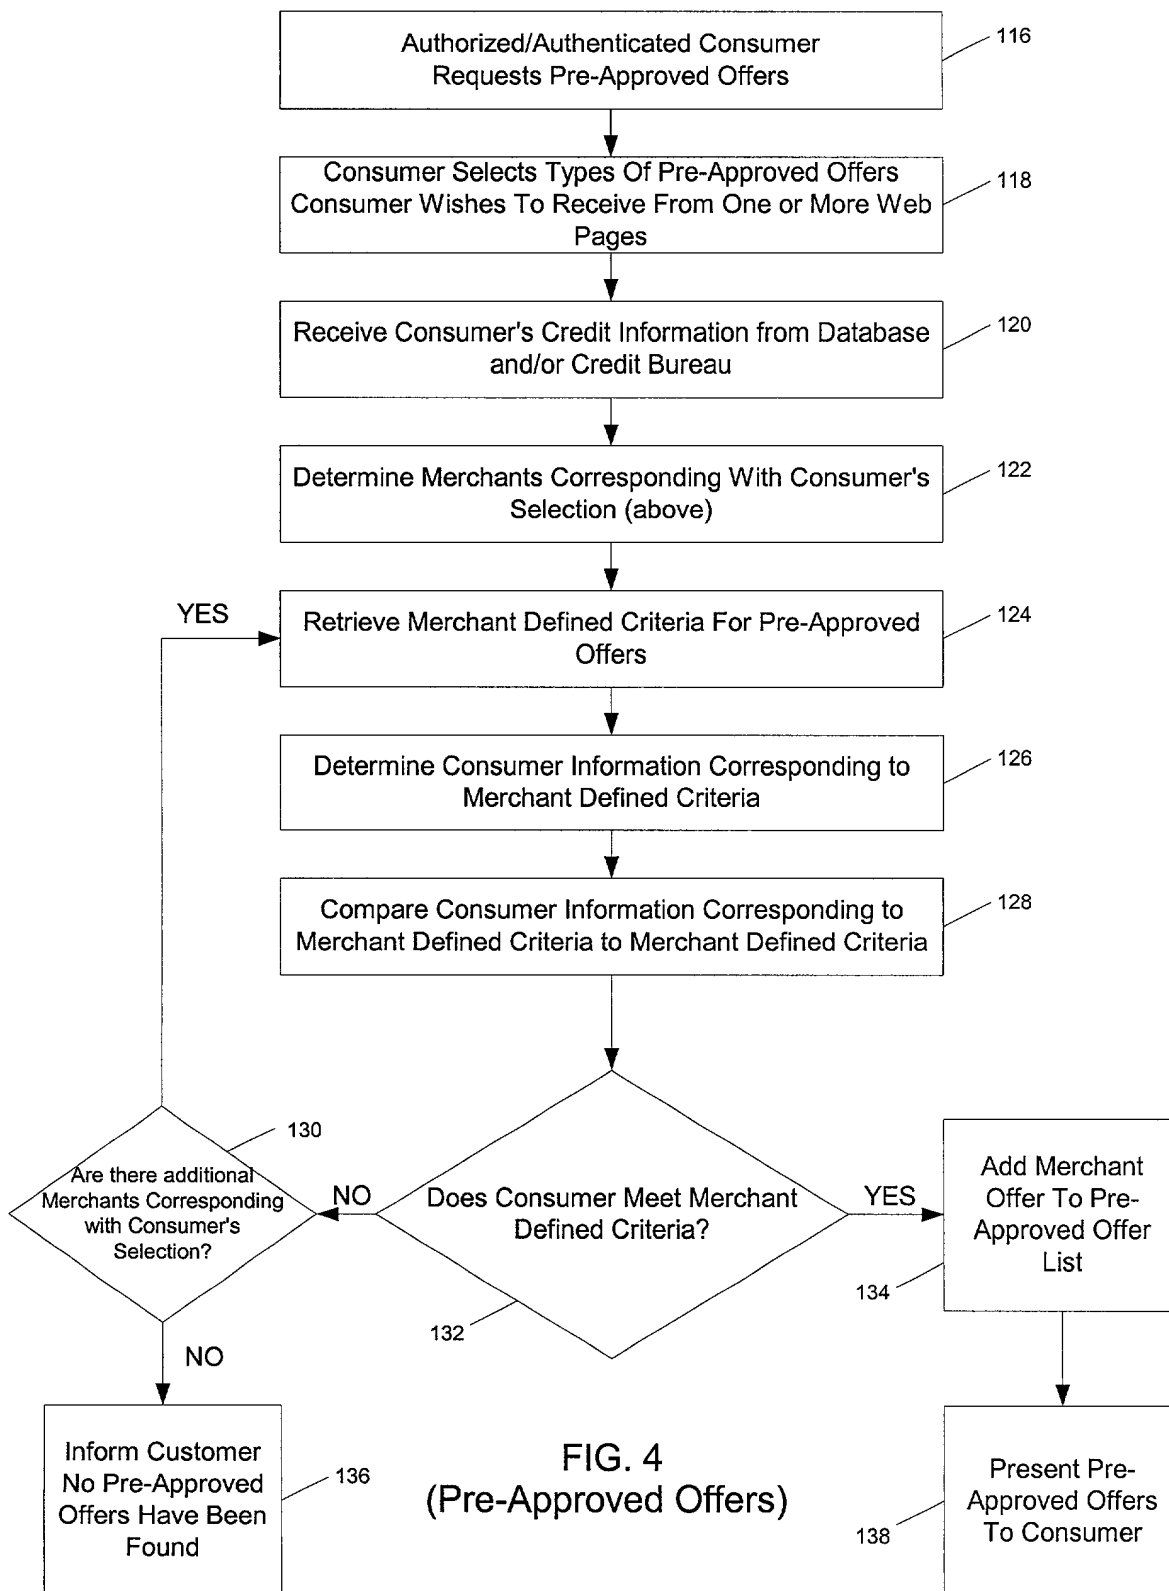 Authorized/Authenticated Consumer
Requests Pre-Approved Offers
116
Consumer Selects Types Of Pre-Approved Offers
Consumer Wishes To Receive From One or More Web
Pages
118
Receive Consumer's Credit Information from Database
and/or Credit Bureau
120
Determine Merchants Corresponding With Consumer's
Selection (above)
122
YES
Retrieve Merchant Defined Criteria For Pre-Approved
Offers
124
Determine Consumer Information Corresponding to
Merchant Defined Criteria
126
Compare Consumer Information Corresponding to
Merchant Defined Criteria to Merchant Defined Criteria
128
130
Are there additional
Merchants Corresponding
with Consumer's
Selection?
NO
Does Consumer Meet Merchant
Defined Criteria?
132
YES
Add Merchant
Offer To Pre-
Approved Offer
List
134
NO
Inform Customer
No Pre-Approved
Offers Have Been
Found
136
FIG. 4
(Pre-Approved Offers)
Present Pre-
Approved Offers
To Consumer
138